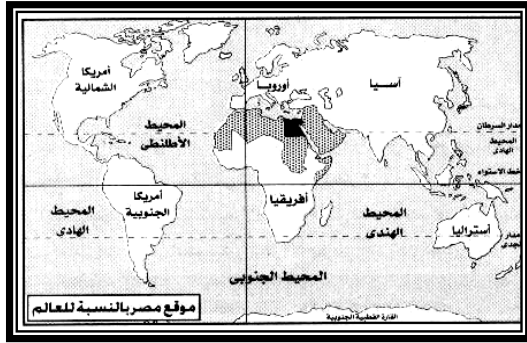 أمريكا
الشمالية
أوروبا
آسيا
المحيط
الأطلنطى
مدار السرطان
المحيط
الهادى
خط الاستواء
أمريكا
الجنوبية
أفريقيا
المحيط
الهادى
المحيط
الهندى
أستراليا
مدار
الجدى
المحيط الجنوبى
القارة القطبية الجنوبية
موقع مصر بالنسبة للعالم